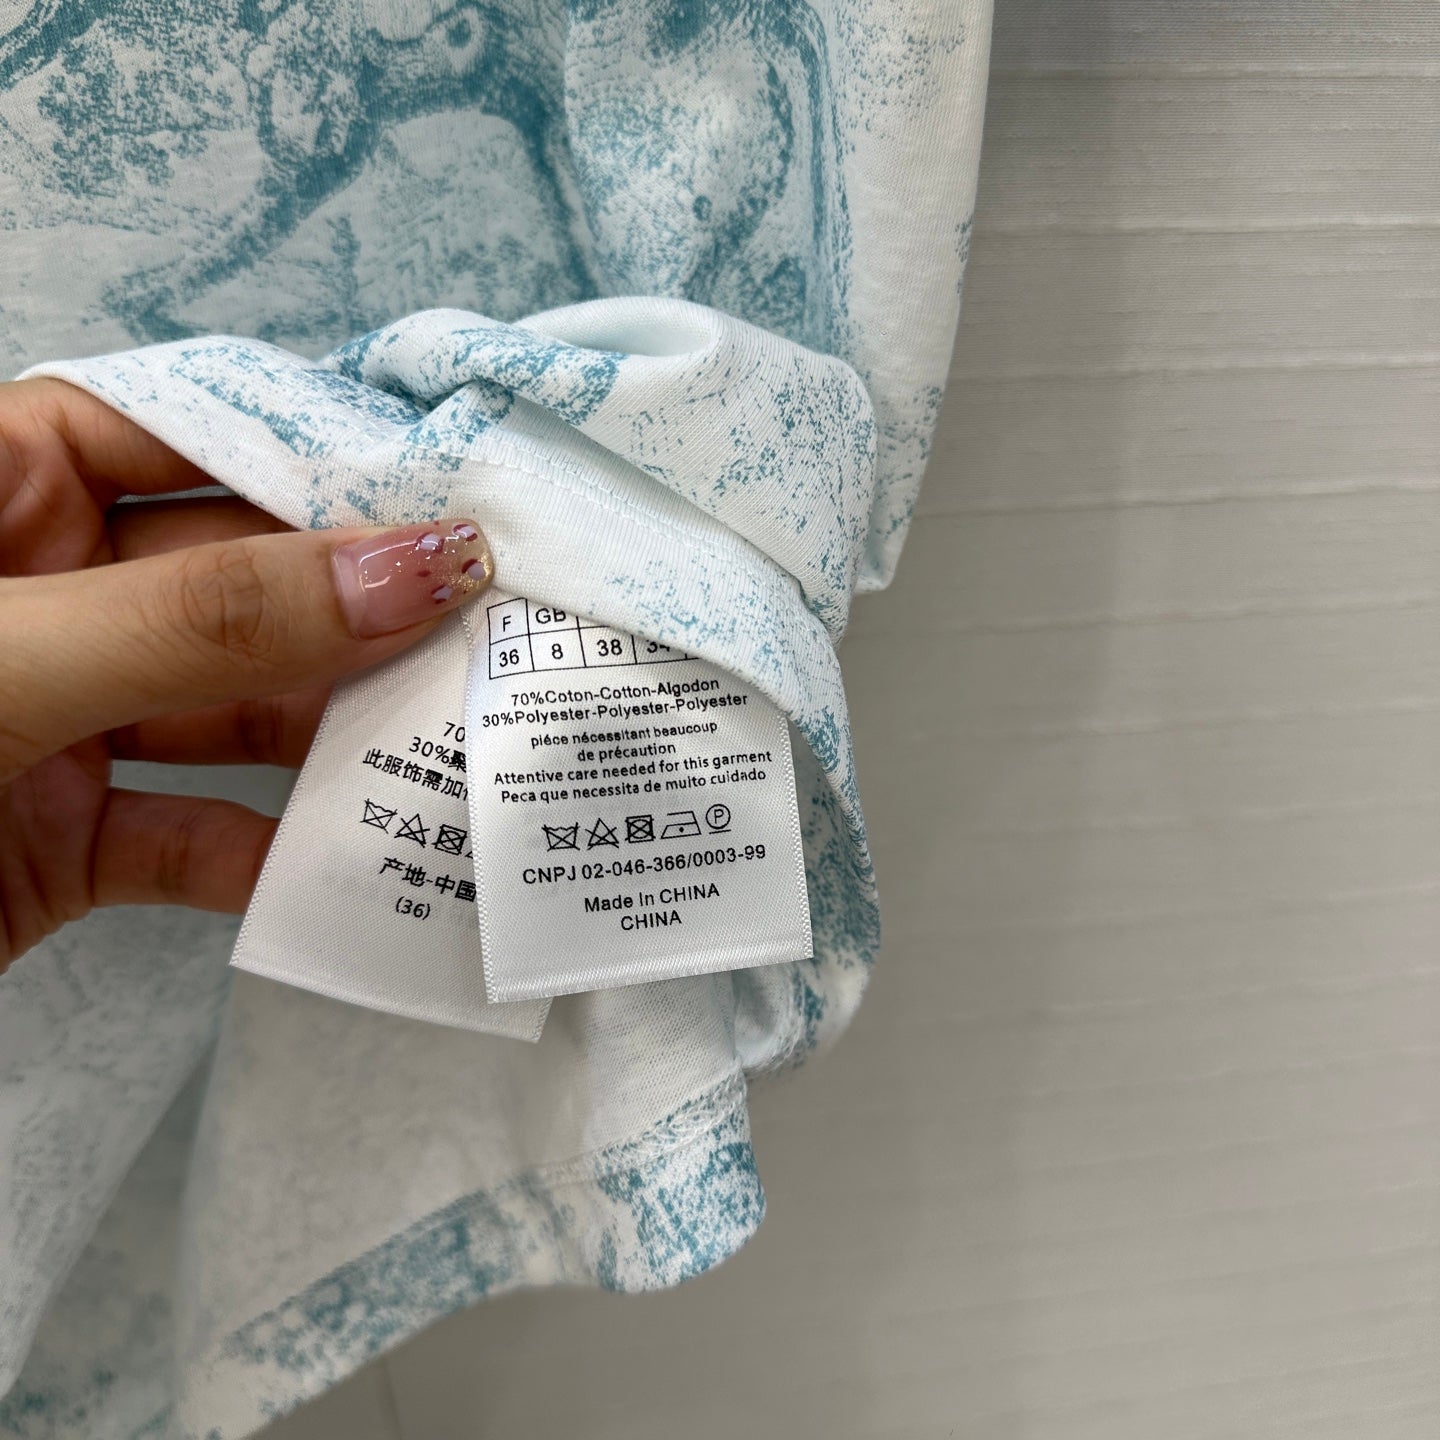 F GB
36 8 38
70%Coton-Cotton-Algodon
30%Polyester-Polyester-Polyester
piéce nécessitant beaucoup
de précaution
Attentive care needed for this garment
Peca que necessita de muito cuidado
P
CNPJ 02-046-366/0003-99
Made In CHINA
CHINA
70
30%聚
此服饰需加
产地-中国
(36)